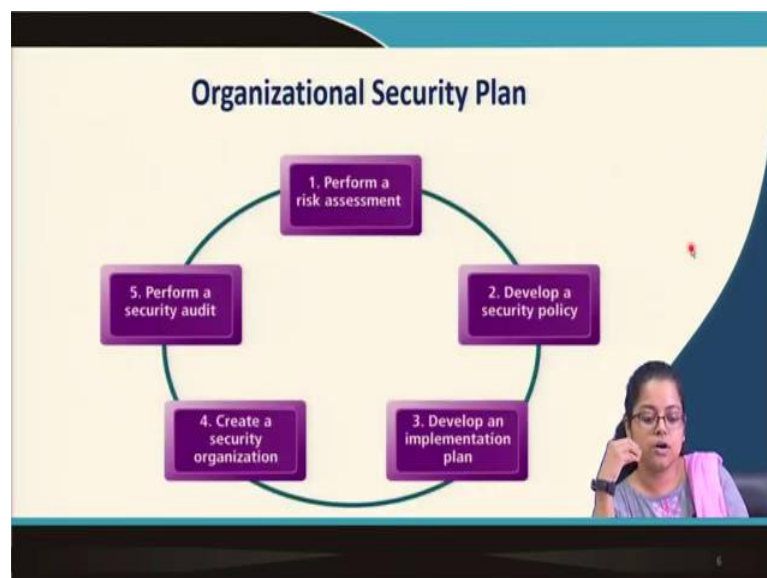 Organizational Security Plan
1. Perform a
risk assessment
2. Develop a
security policy
3. Develop an
implementation
plan
4. Create a
security
organization
5. Perform a
security audit
6